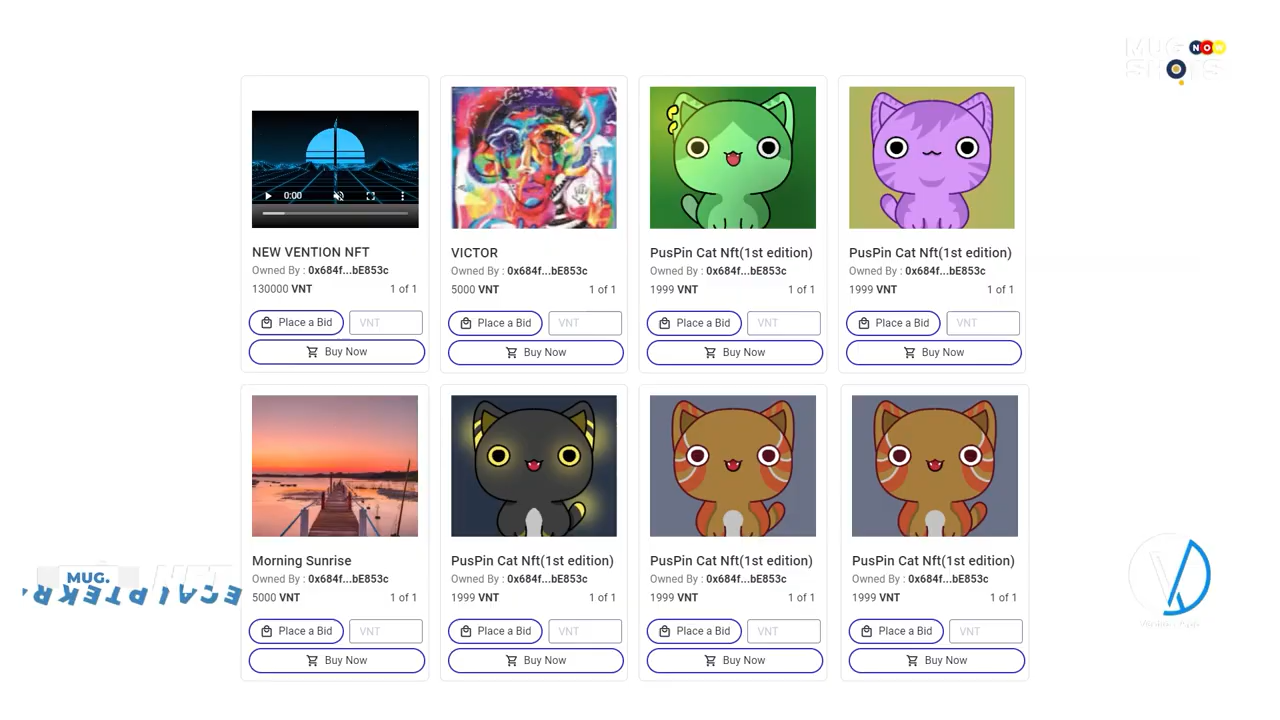 MUG NOW
SHOTS
0:00
NEW VENTION NFT
Owned By : 0x684f...bE853c
130000 VNT 1 of 1
Place a Bid VNT
Buy Now
VICTOR
Owned By : 0x684f...bE853c
5000 VNT 1 of 1
Place a Bid VNT
Buy Now
PusPin Cat Nft(1st edition)
Owned By : 0x684f...bE853c
1999 VNT 1 of 1
Place a Bid VNT
Buy Now
PusPin Cat Nft(1st edition)
Owned By : 0x684f...bE853c
1999 VNT 1 of 1
Place a Bid VNT
Buy Now
Morning Sunrise
Owned By : 0x684f...bE853c
5000 VNT 1 of 1
Place a Bid VNT
Buy Now
PusPin Cat Nft(1st edition)
Owned By : 0x684f...bE853c
1999 VNT 1 of 1
Place a Bid VNT
Buy Now
PusPin Cat Nft(1st edition)
Owned By : 0x684f...bE853c
1999 VNT 1 of 1
Place a Bid VNT
Buy Now
PusPin Cat Nft(1st edition)
Owned By : 0x684f...bE853c
1999 VNT 1 of 1
Place a Bid VNT
Buy Now
MUG.